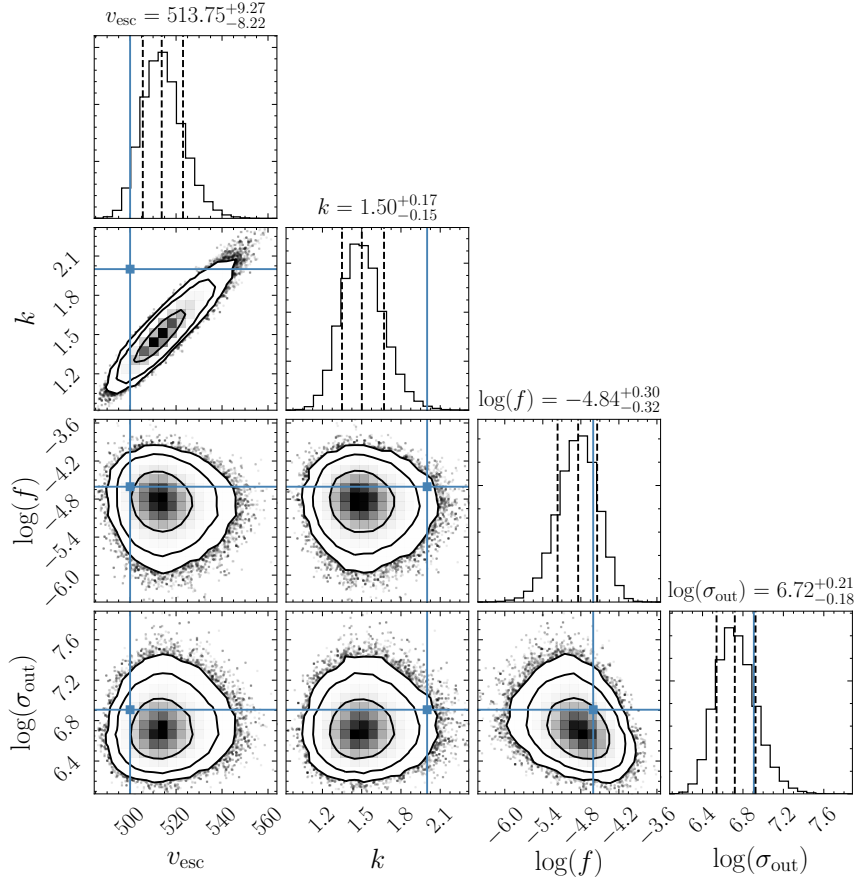 v_esc = 513.75^{+9.27}_{-8.22}
k = 1.50^{+0.17}_{-0.15}
2.1
1.8
1.5
1.2
k
log(f) = −4.84^{+0.30}_{-0.32}
−3.6
−4.2
−4.8
−5.4
−6.0
log(f)
log(σ_out) = 6.72^{+0.21}_{-0.18}
7.6
7.2
6.8
6.4
log(σ_out)
500 520 540 560 1.2 1.5 1.8 2.1 −6.0 −5.4 −4.8 −4.2 −3.6 6.4 6.8 7.2 7.6
v_esc k log(f) log(σ_out)